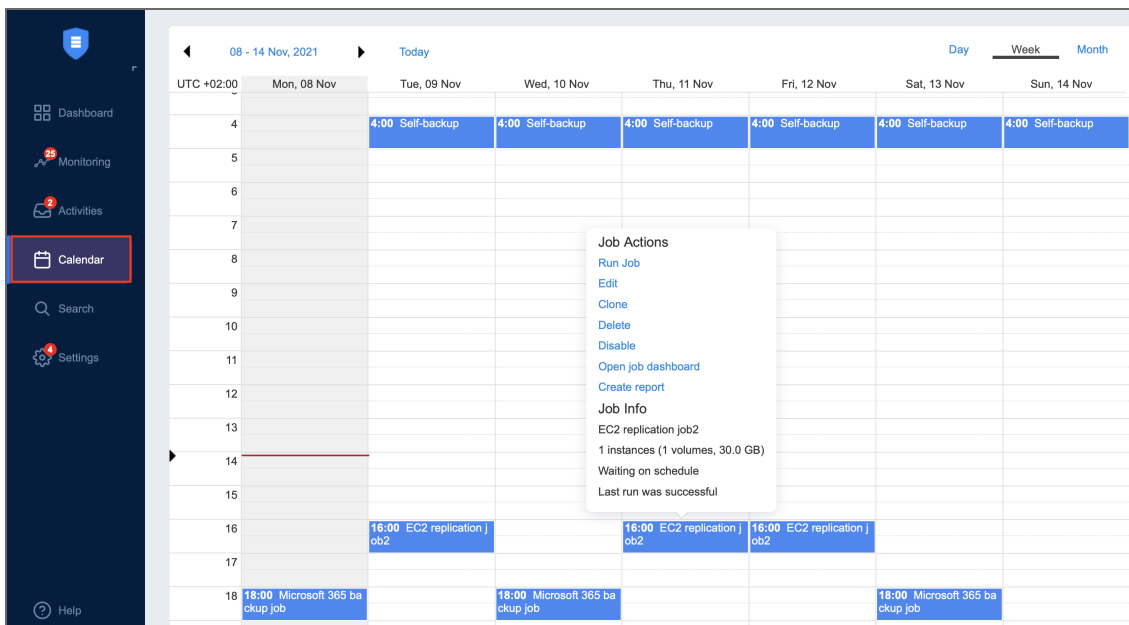 08 - 14 Nov, 2021
Today
Day
Week
Month
UTC +02:00
Mon, 08 Nov
Tue, 09 Nov
Wed, 10 Nov
Thu, 11 Nov
Fri, 12 Nov
Sat, 13 Nov
Sun, 14 Nov
Dashboard
25
Monitoring
2
Activities
Calendar
Search
4
Settings
Help
4
4:00 Self-backup
4:00 Self-backup
4:00 Self-backup
4:00 Self-backup
4:00 Self-backup
4:00 Self-backup
5
6
7
8
9
10
11
12
13
14
15
Job Actions
Run Job
Edit
Clone
Delete
Disable
Open job dashboard
Create report
Job Info
EC2 replication job2
1 instances (1 volumes, 30.0 GB)
Waiting on schedule
Last run was successful
16
16:00 EC2 replication j
ob2
16:00 EC2 replication j
ob2
16:00 EC2 replication j
ob2
17
18
18:00 Microsoft 365 ba
ckup job
18:00 Microsoft 365 ba
ckup job
18:00 Microsoft 365 ba
ckup job